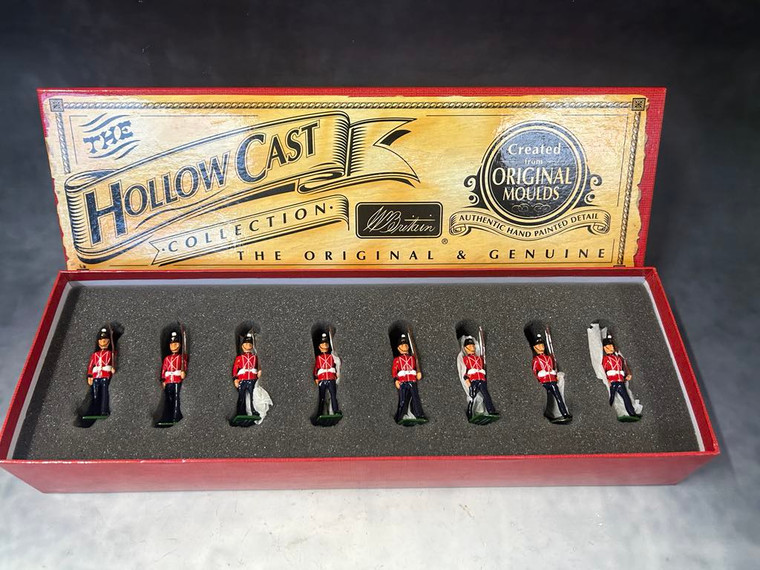 THE
HOLLOW CAST
·COLLECTION·
W. Britain
®
THE ORIGINAL & GENUINE
Created
from
ORIGINAL
MOULDS
AUTHENTIC HAND PAINTED DETAIL